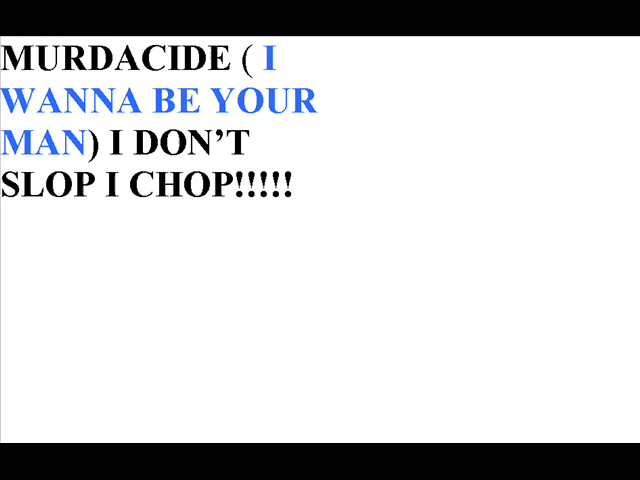 MURDACIDE ( I
WANNA BE YOUR
MAN) I DON’T
SLOP I CHOP!!!!!